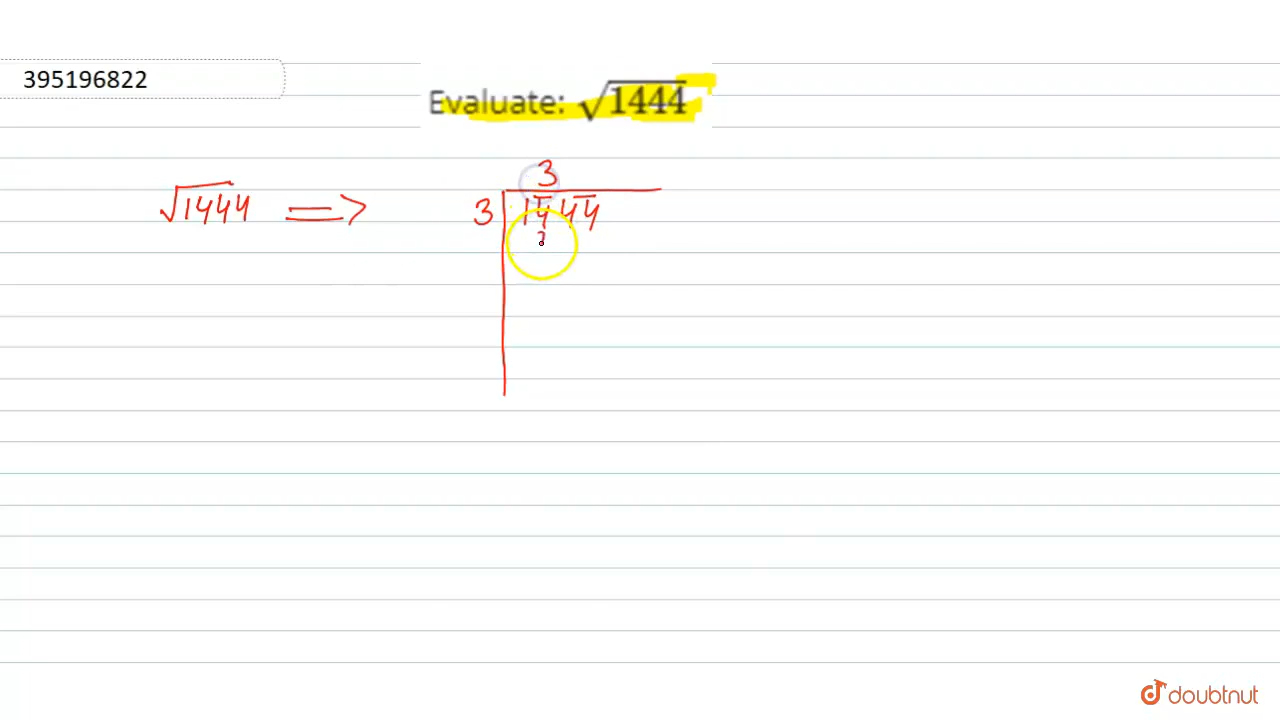 395196822
Evaluate: √1444
3
√1444 => 3 1444
doubtnut